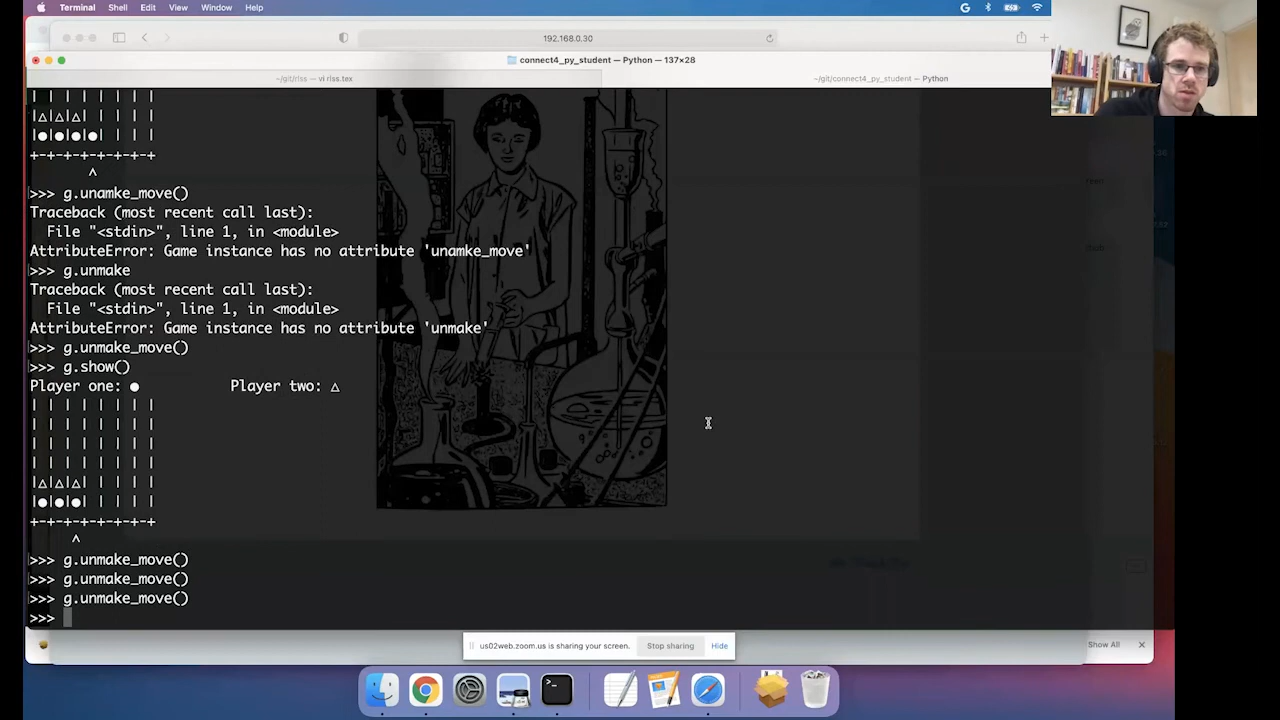 Terminal Shell Edit View Window Help
192.168.0.30
connect4_py_student — Python — 137×28
~/git/rlss — vi rlss.tex
~/git/connect4_py_student — Python
| | | | | | | |
|△|△|△| | | | |
|●|●|●|●| | | |
+-+-+-+-+-+-+-+
^
>>> g.unamke_move()
Traceback (most recent call last):
File "<stdin>", line 1, in <module>
AttributeError: Game instance has no attribute 'unamke_move'
>>> g.unmake
Traceback (most recent call last):
File "<stdin>", line 1, in <module>
AttributeError: Game instance has no attribute 'unmake'
>>> g.unmake_move()
>>> g.show()
Player one: ● Player two: △
| | | | | | | |
| | | | | | | |
| | | | | | | |
| | | | | | | |
|△|△|△| | | | |
|●|●|●| | | | |
+-+-+-+-+-+-+-+
^
>>> g.unmake_move()
>>> g.unmake_move()
>>> g.unmake_move()
>>>
us02web.zoom.us is sharing your screen. Stop sharing Hide
Show All